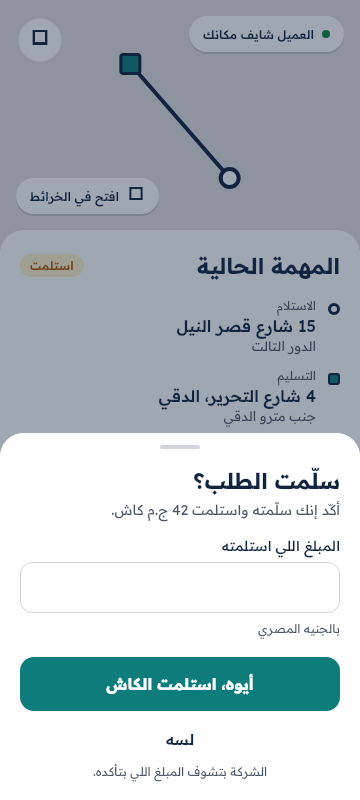 العميل شايف مكانك
افتح في الخرائط
المهمة الحالية
استلمت
الاستلام
15 شارع قصر النيل
الدور التالت
التسليم
4 شارع التحرير، الدقي
جنب مترو الدقي
سلّمت الطلب؟
أكّد إنك سلّمته واستلمت 42 ج.م كاش.
المبلغ اللي استلمته
بالجنيه المصري
أيوه، استلمت الكاش
لسه
الشركة بتشوف المبلغ اللي بتأكده.